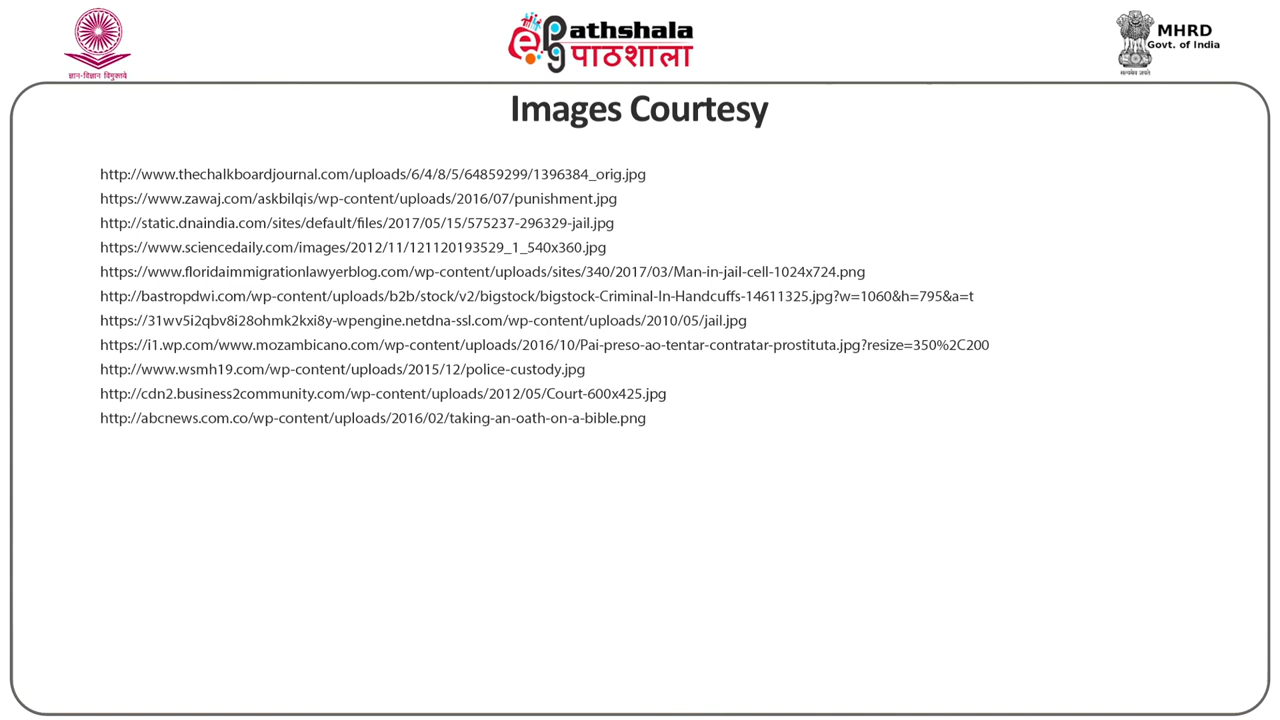 ज्ञान-विज्ञान विमुक्तये
ePG Pathshala
पाठशाला
MHRD
Govt. of India
सत्यमेव जयते
Images Courtesy
http://www.thechalkboardjournal.com/uploads/6/4/8/5/64859299/1396384_orig.jpg
https://www.zawaj.com/askbilqis/wp-content/uploads/2016/07/punishment.jpg
http://static.dnaindia.com/sites/default/files/2017/05/15/575237-296329-jail.jpg
https://www.sciencedaily.com/images/2012/11/121120193529_1_540x360.jpg
https://www.floridaimmigrationlawyerblog.com/wp-content/uploads/sites/340/2017/03/Man-in-jail-cell-1024x724.png
http://bastropdwi.com/wp-content/uploads/b2b/stock/v2/bigstock/bigstock-Criminal-In-Handcuffs-14611325.jpg?w=1060&h=795&a=t
https://31wv5i2qbv8i28ohmk2kxi8y-wpengine.netdna-ssl.com/wp-content/uploads/2010/05/jail.jpg
https://i1.wp.com/www.mozambicano.com/wp-content/uploads/2016/10/Pai-preso-ao-tentar-contratar-prostituta.jpg?resize=350%2C200
http://www.wsmh19.com/wp-content/uploads/2015/12/police-custody.jpg
http://cdn2.business2community.com/wp-content/uploads/2012/05/Court-600x425.jpg
http://abcnews.com.co/wp-content/uploads/2016/02/taking-an-oath-on-a-bible.png